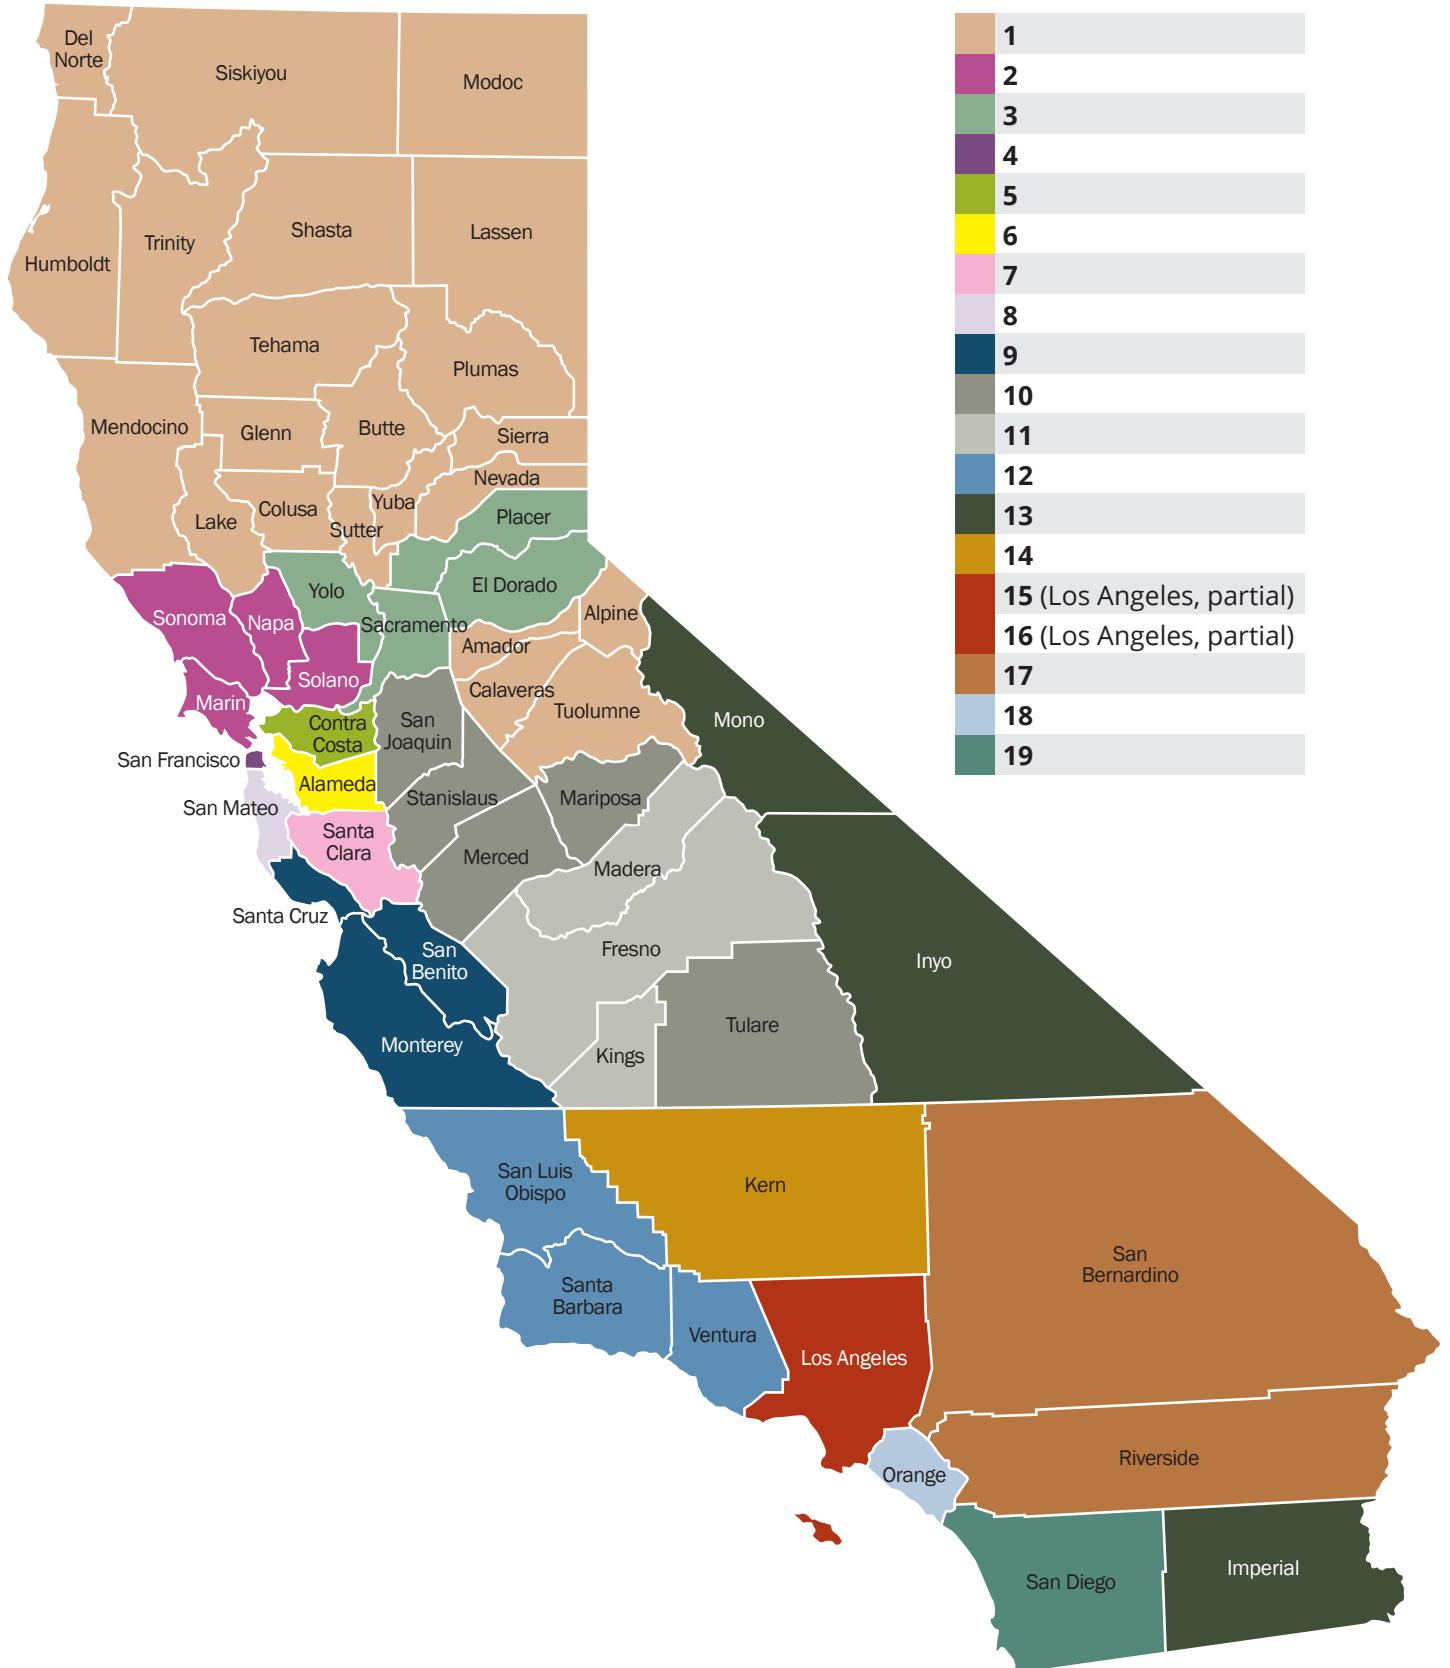 Del
Norte
Siskiyou
Modoc
Humboldt
Trinity
Shasta
Lassen
Tehama
Plumas
Mendocino
Glenn
Butte
Sierra
Nevada
Lake
Colusa
Yuba
Sutter
Placer
Yolo
El Dorado
Sonoma
Napa
Sacramento
Alpine
Amador
Solano
Marin
Calaveras
Tuolumne
Mono
Contra
Costa
San
Joaquin
San Francisco
Alameda
Stanislaus
Mariposa
San Mateo
Santa
Clara
Merced
Madera
Santa Cruz
San
Benito
Fresno
Inyo
Monterey
Kings
Tulare
San Luis
Obispo
Kern
San
Bernardino
Santa
Barbara
Ventura
Los Angeles
Riverside
Orange
San Diego
Imperial
1
2
3
4
5
6
7
8
9
10
11
12
13
14
15 (Los Angeles, partial)
16 (Los Angeles, partial)
17
18
19